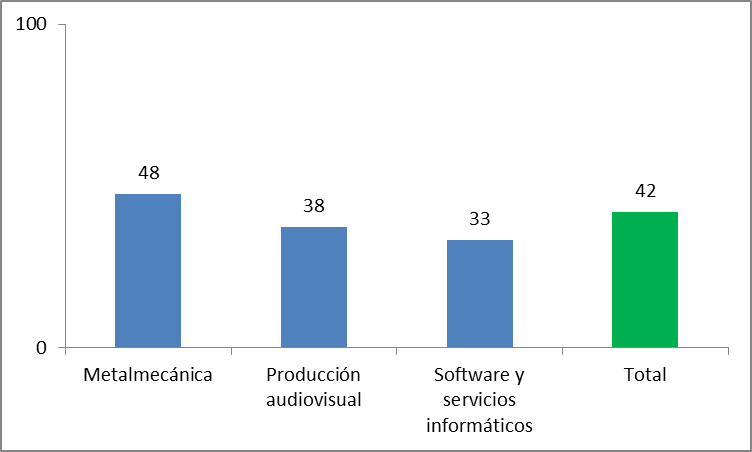 100
48
38
33
42
0
Metalmecánica
Producción
audiovisual
Software y
servicios
informáticos
Total